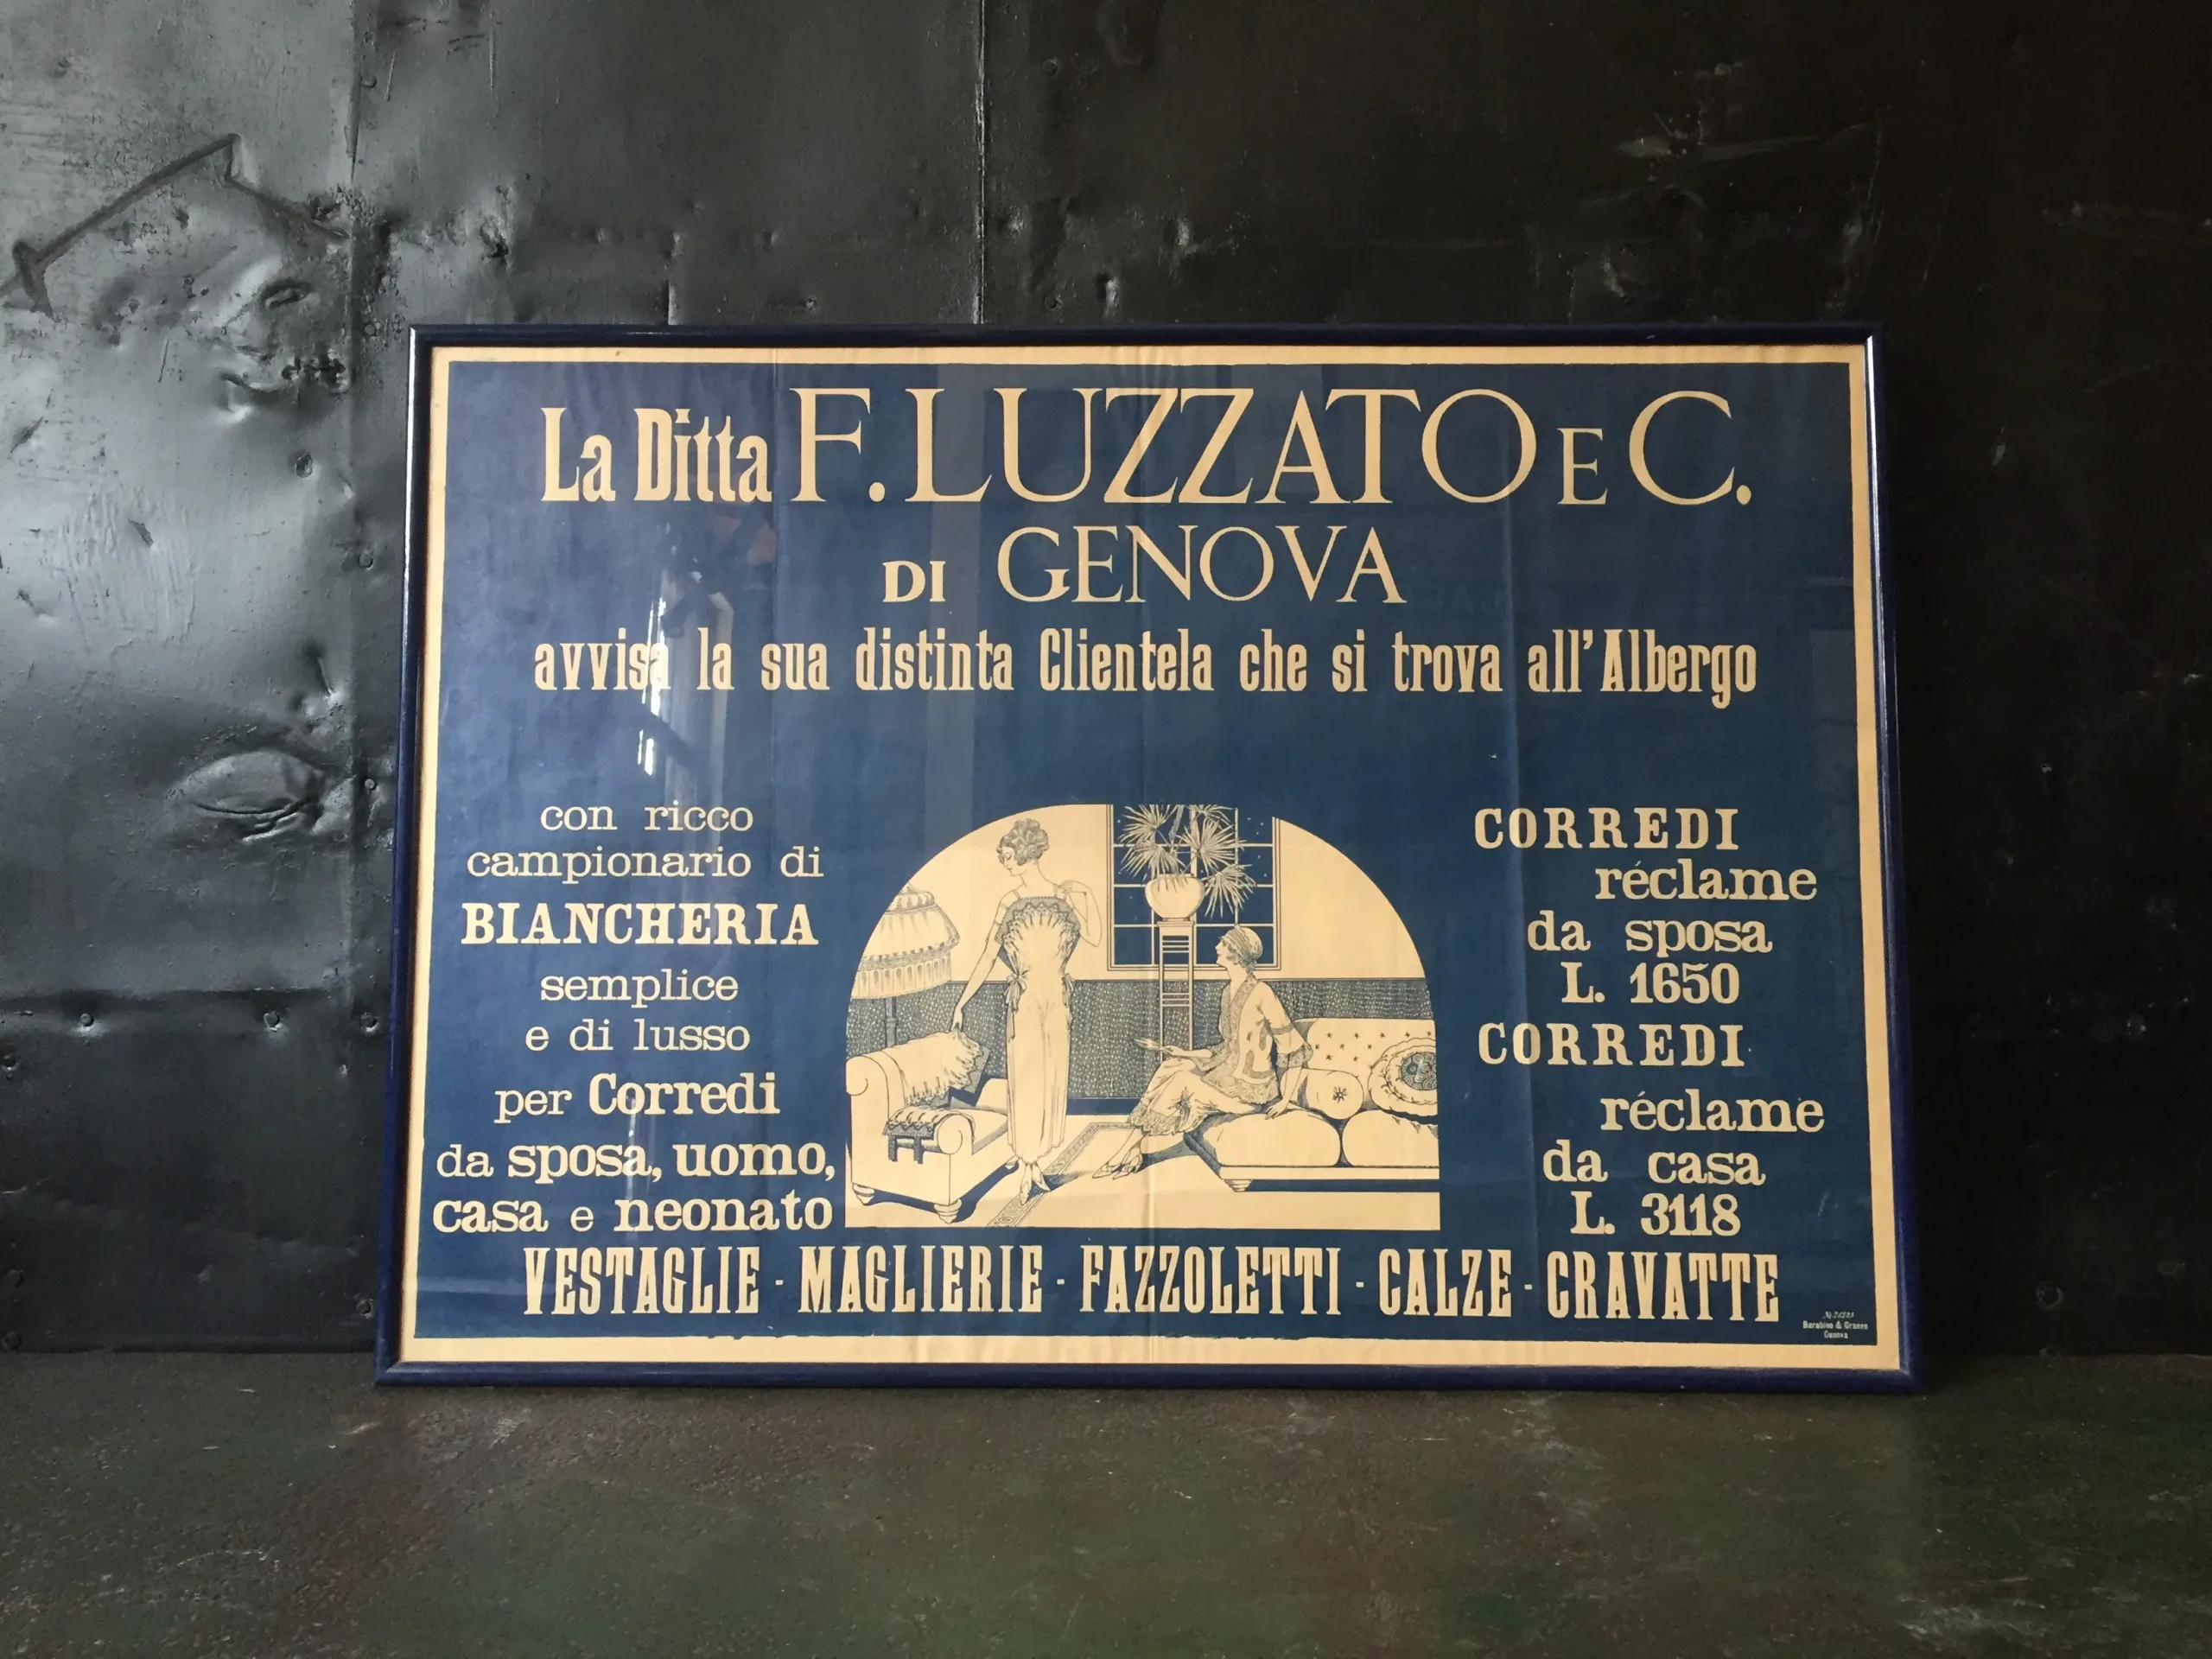 La Ditta F. LUZZATO E C.
DI GENOVA
avvisa la sua distinta Clientela che si trova all'Albergo
con ricco
campionario di
BIANCHERIA
semplice
e di lusso
per Corredi
da sposa, uomo,
casa e neonato
CORREDI
réclame
da sposa
L. 1650
CORREDI
réclame
da casa
L. 3118
VESTAGLIE - MAGLIERIE - FAZZOLETTI - CALZE - CRAVATTE
Barabino & Graeve
Genova